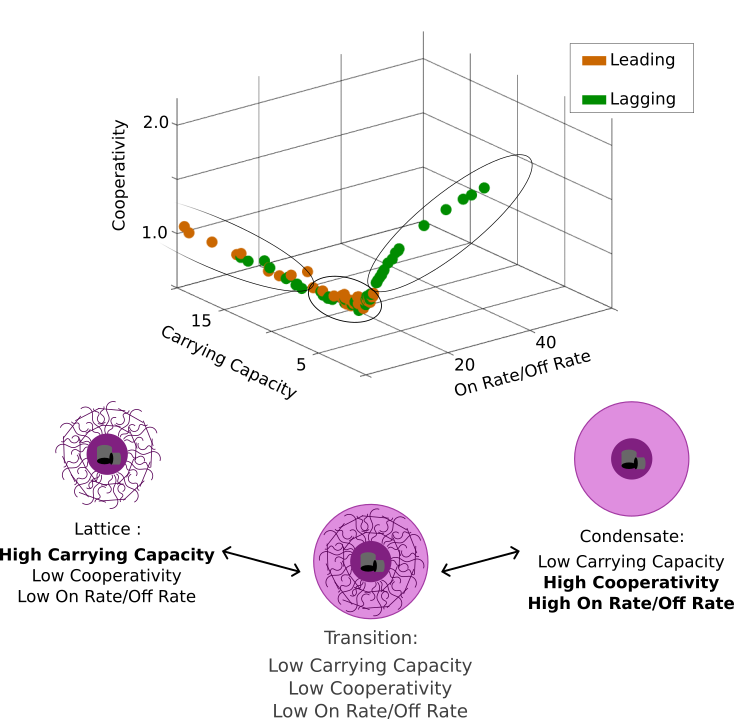 Leading
Lagging
Cooperativity
2.0
1.0
15
5
Carrying Capacity
20
40
On Rate/Off Rate
Lattice :
High Carrying Capacity
Low Cooperativity
Low On Rate/Off Rate
Transition:
Low Carrying Capacity
Low Cooperativity
Low On Rate/Off Rate
Condensate:
Low Carrying Capacity
High Cooperativity
High On Rate/Off Rate